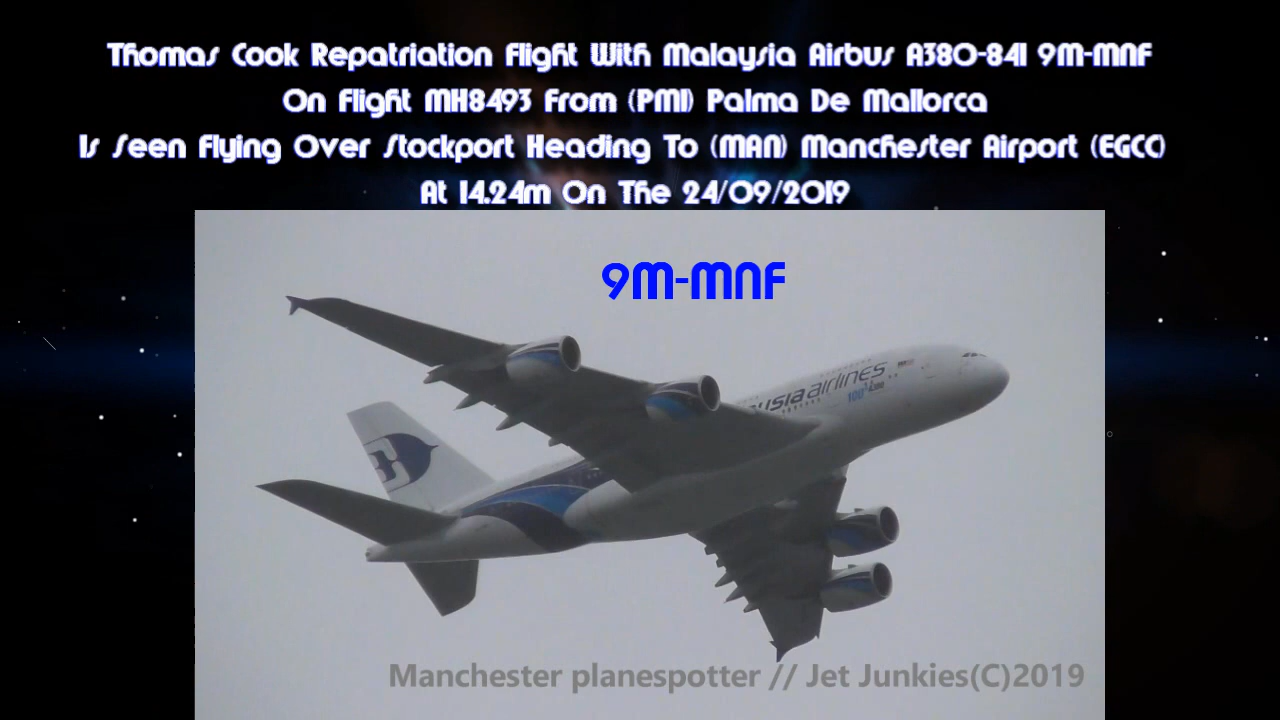 Thomas Cook Repatriation Flight With Malaysia Airbus A380-841 9M-MNF
On Flight MH8493 From (PMI) Palma De Mallorca
Is Seen Flying Over Stockport Heading To (MAN) Manchester Airport (EGCC)
At 14.24m On The 24/09/2019
9M-MNF
ysia airlines
Manchester planespotter // Jet Junkies(C)2019